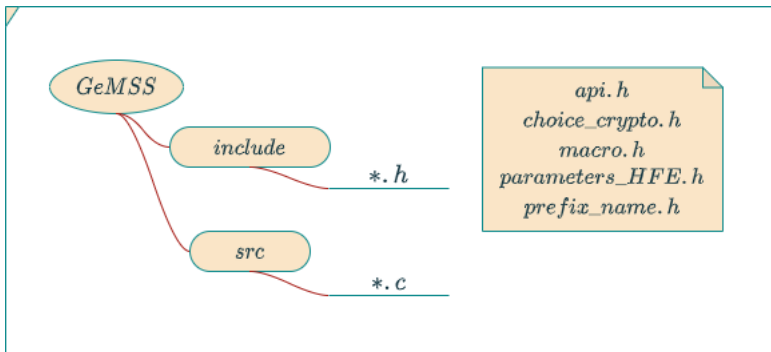 GeMSS
include
*.h
src
*.c
api.h
choice_crypto.h
macro.h
parameters_HFE.h
prefix_name.h